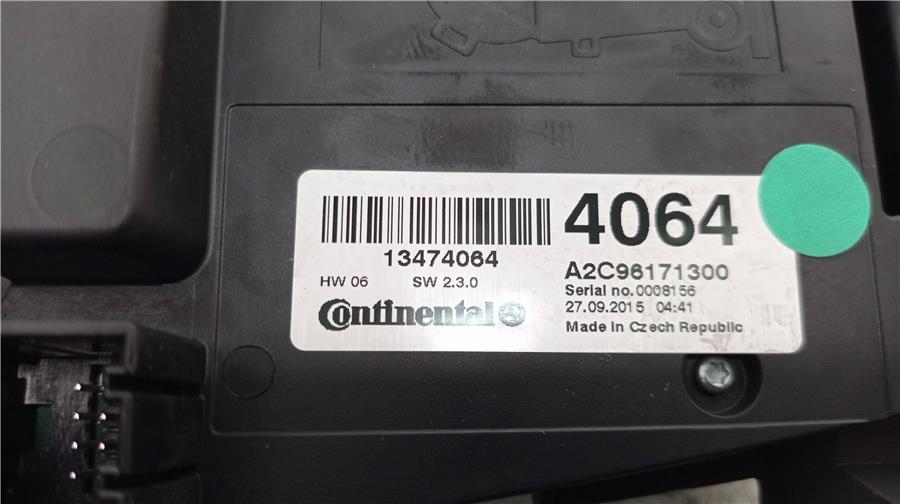 4064
13474064
A2C96171300
HW 06 SW 2.3.0
Serial no.0008156
27.09.2015 04:41
Continental
Made in Czech Republic